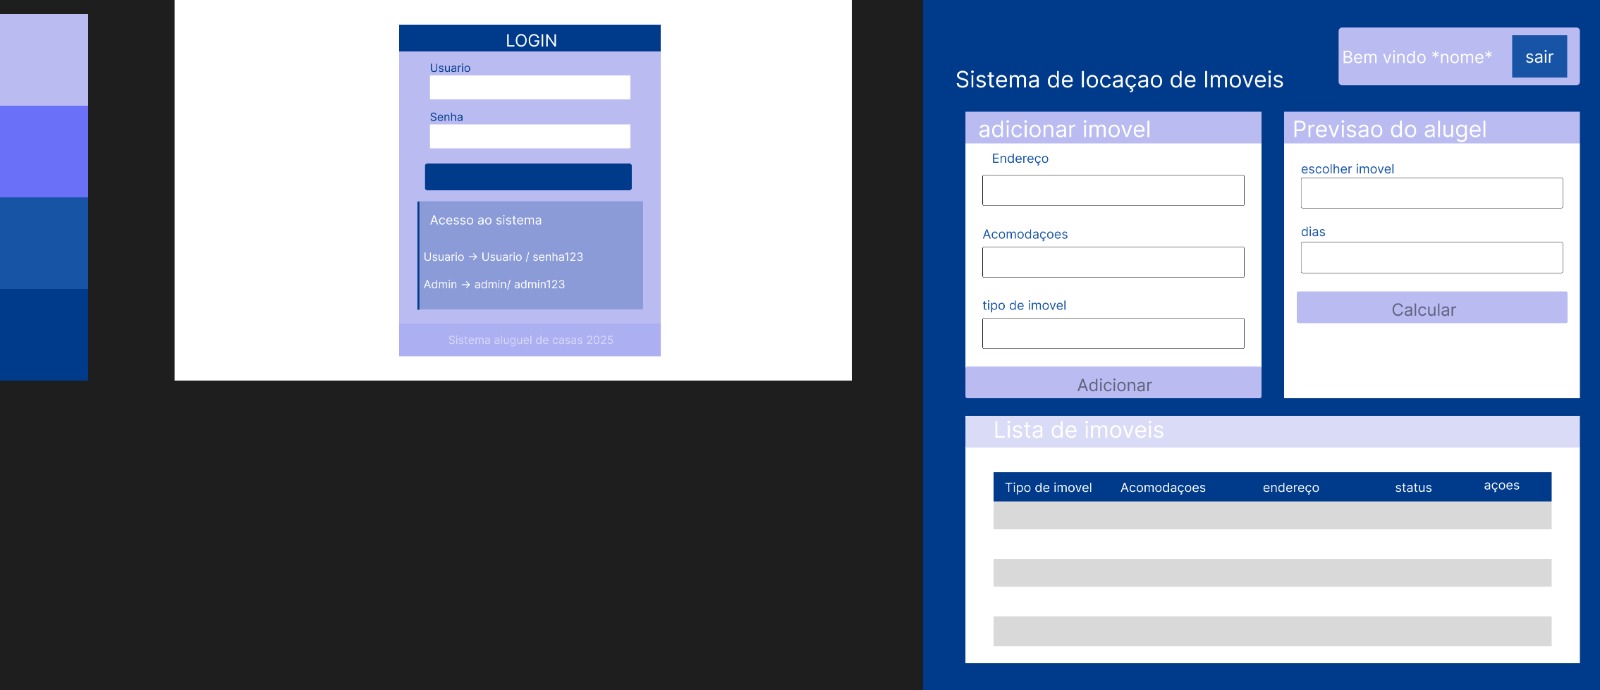 LOGIN
Usuario
Senha
Acesso ao sistema
Usuario → Usuario / senha123
Admin → admin/ admin123
Sistema aluguel de casas 2025
Bem vindo *nome*
sair
Sistema de locaçao de Imoveis
adicionar imovel
Endereço
Acomodaçoes
tipo de imovel
Adicionar
Previsao do alugel
escolher imovel
dias
Calcular
Lista de imoveis
Tipo de imovel Acomodaçoes endereço status açoes